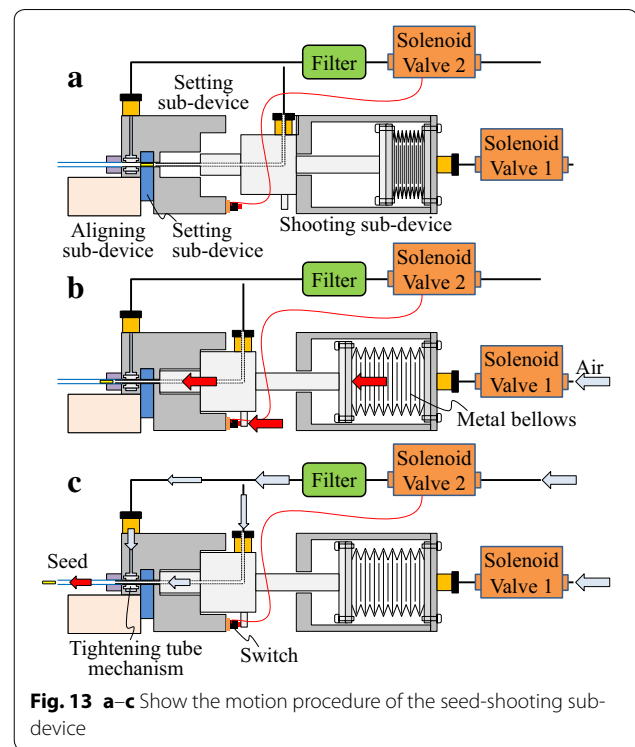 a
Setting
sub-device
Filter
Solenoid
Valve 2
Solenoid
Valve 1
Aligning
sub-device
Setting
sub-device
Shooting sub-device
b
Filter
Solenoid
Valve 2
Solenoid
Valve 1
Air
Metal bellows
c
Filter
Solenoid
Valve 2
Seed
Solenoid
Valve 1
Tightening tube
mechanism
Switch
Fig. 13 a–c Show the motion procedure of the seed-shooting sub-
device